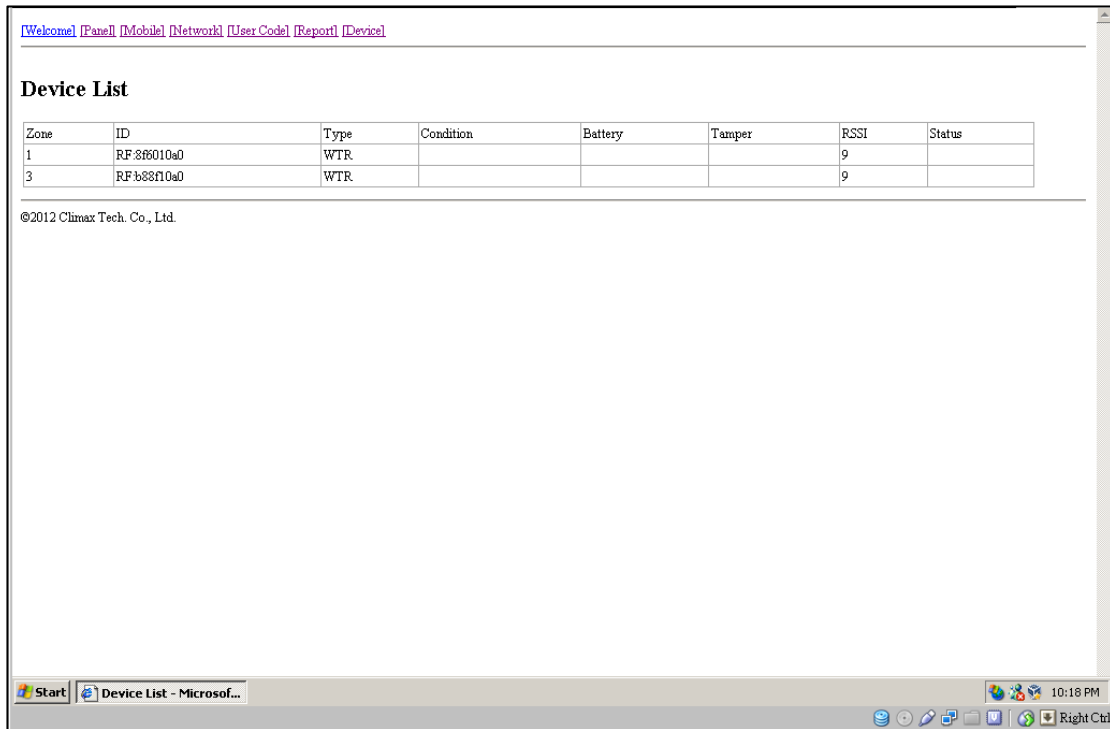 [Welcome] [Panel] [Mobile] [Network] [User Code] [Report] [Device]
Device List
Zone ID Type Condition Battery Tamper RSSI Status
1 RF:8f6010a0 WTR 9
3 RF:b88f10a0 WTR 9
©2012 Climax Tech. Co., Ltd.
Start Device List - Microsof... 10:18 PM
Right Ctrl